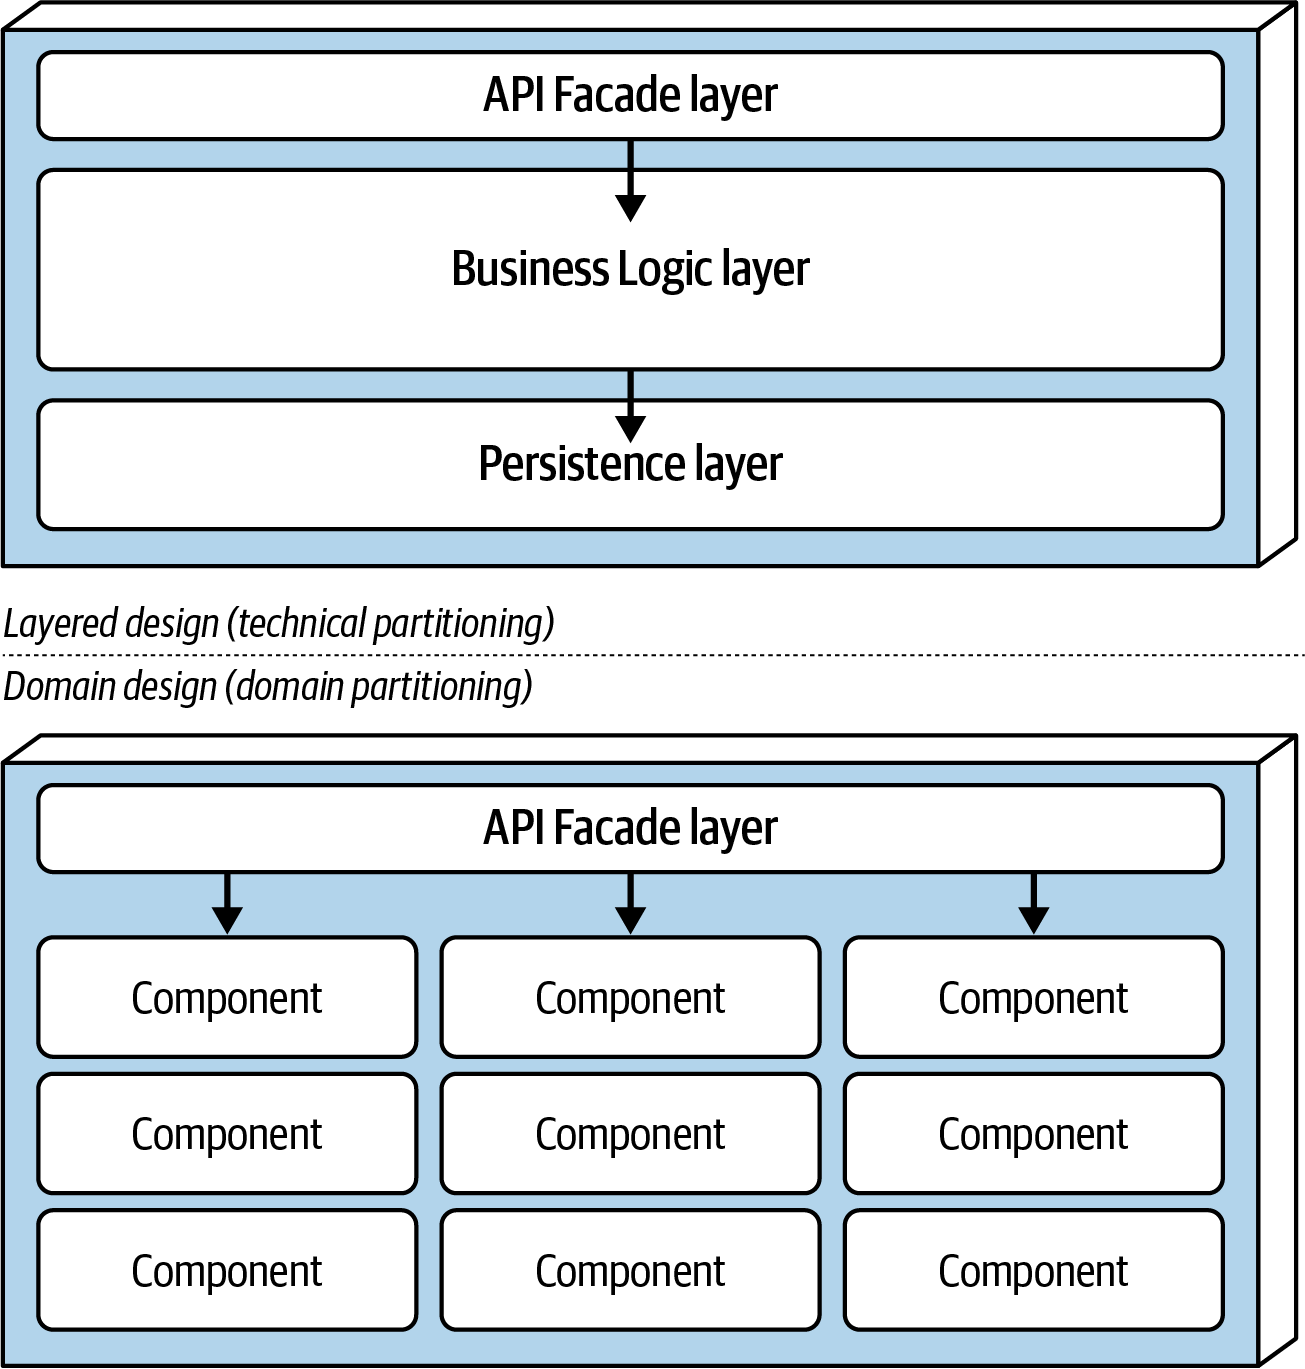 API Facade layer
Business Logic layer
Persistence layer
Layered design (technical partitioning)
Domain design (domain partitioning)
API Facade layer
Component Component Component
Component Component Component
Component Component Component